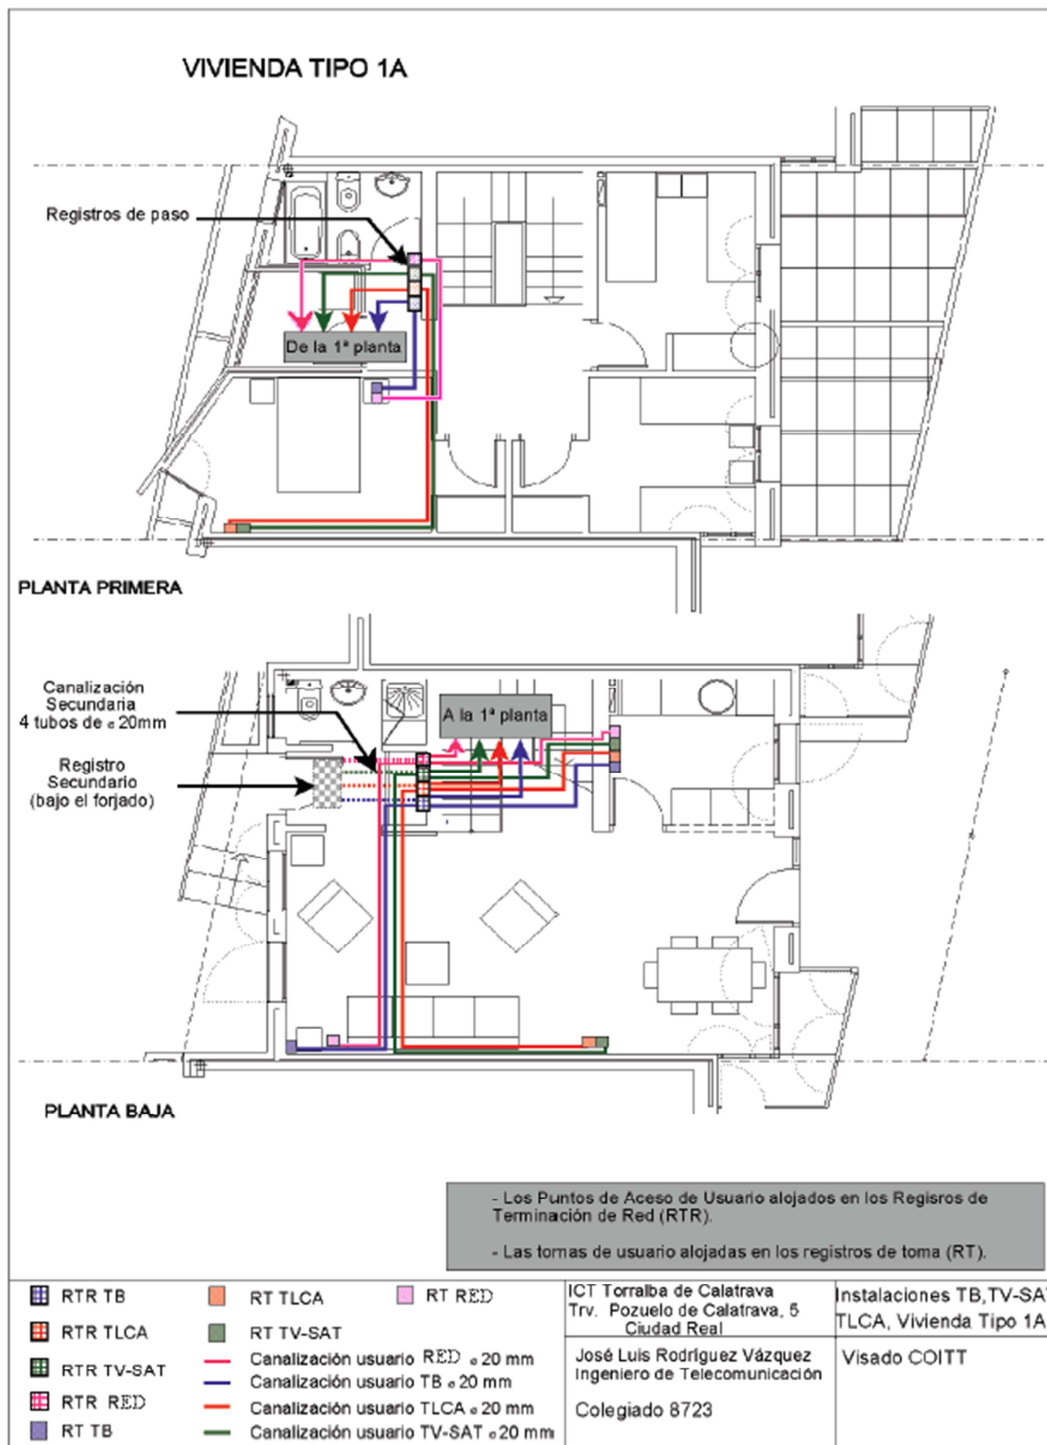 VIVIENDA TIPO 1A
Registros de paso
De la 1ª planta
PLANTA PRIMERA
Canalización
Secundaria
4 tubos de ø 20mm
A la 1ª planta
Registro
Secundario
(bajo el forjado)
PLANTA BAJA
- Los Puntos de Aceso de Usuario alojados en los Regisros de
Terminación de Red (RTR).
- Las tomas de usuario alojadas en los registros de toma (RT).
RTR TB
RTR TLCA
RTR TV-SAT
RTR RED
RT TB
RT TLCA
RT RED
RT TV-SAT
Canalización usuario RED ø 20 mm
Canalización usuario TB ø 20 mm
Canalización usuario TLCA ø 20 mm
Canalización usuario TV-SAT ø 20 mm
ICT Torralba de Calatrava
Trv. Pozuelo de Calatrava, 5
Ciudad Real
Instalaciones TB,TV-SA
TLCA, Vivienda Tipo 1A
José Luis Rodríguez Vázquez
Ingeniero de Telecomunicación
Colegiado 8723
Visado COITT